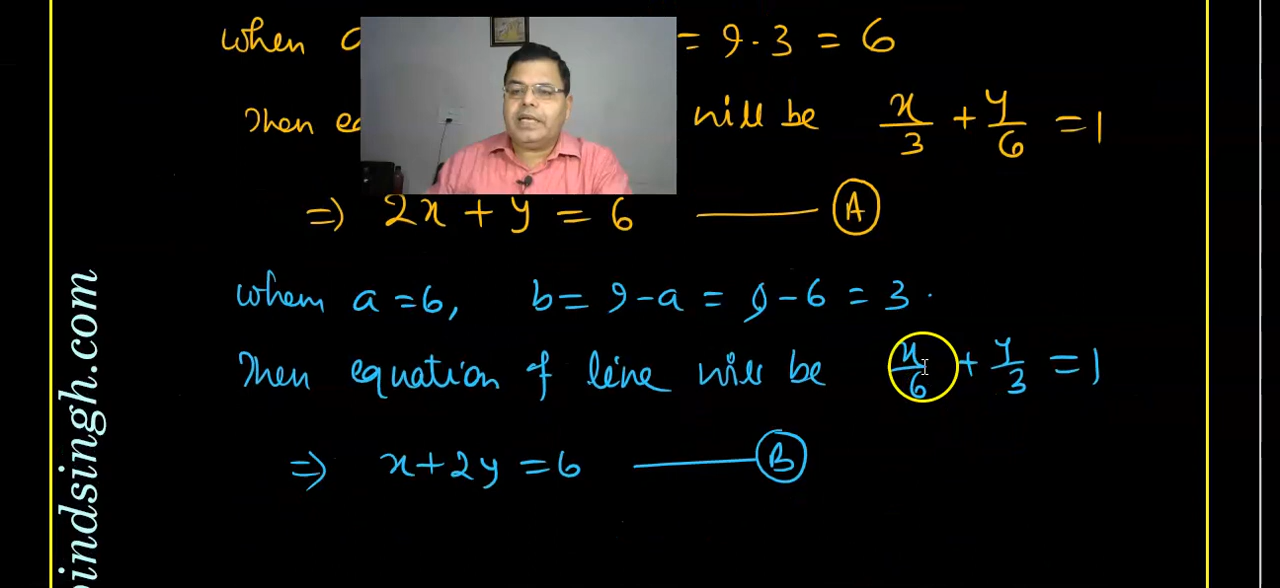 when a = 9 · 3 = 6
Then will be x/3 + y/6 = 1
⇒ 2x + y = 6 ——— Ⓐ
when a = 6, b = 9 - a = 9 - 6 = 3 .
Then equation of line will be x/6 + y/3 = 1
⇒ x + 2y = 6 ——— Ⓑ
indsingh.com